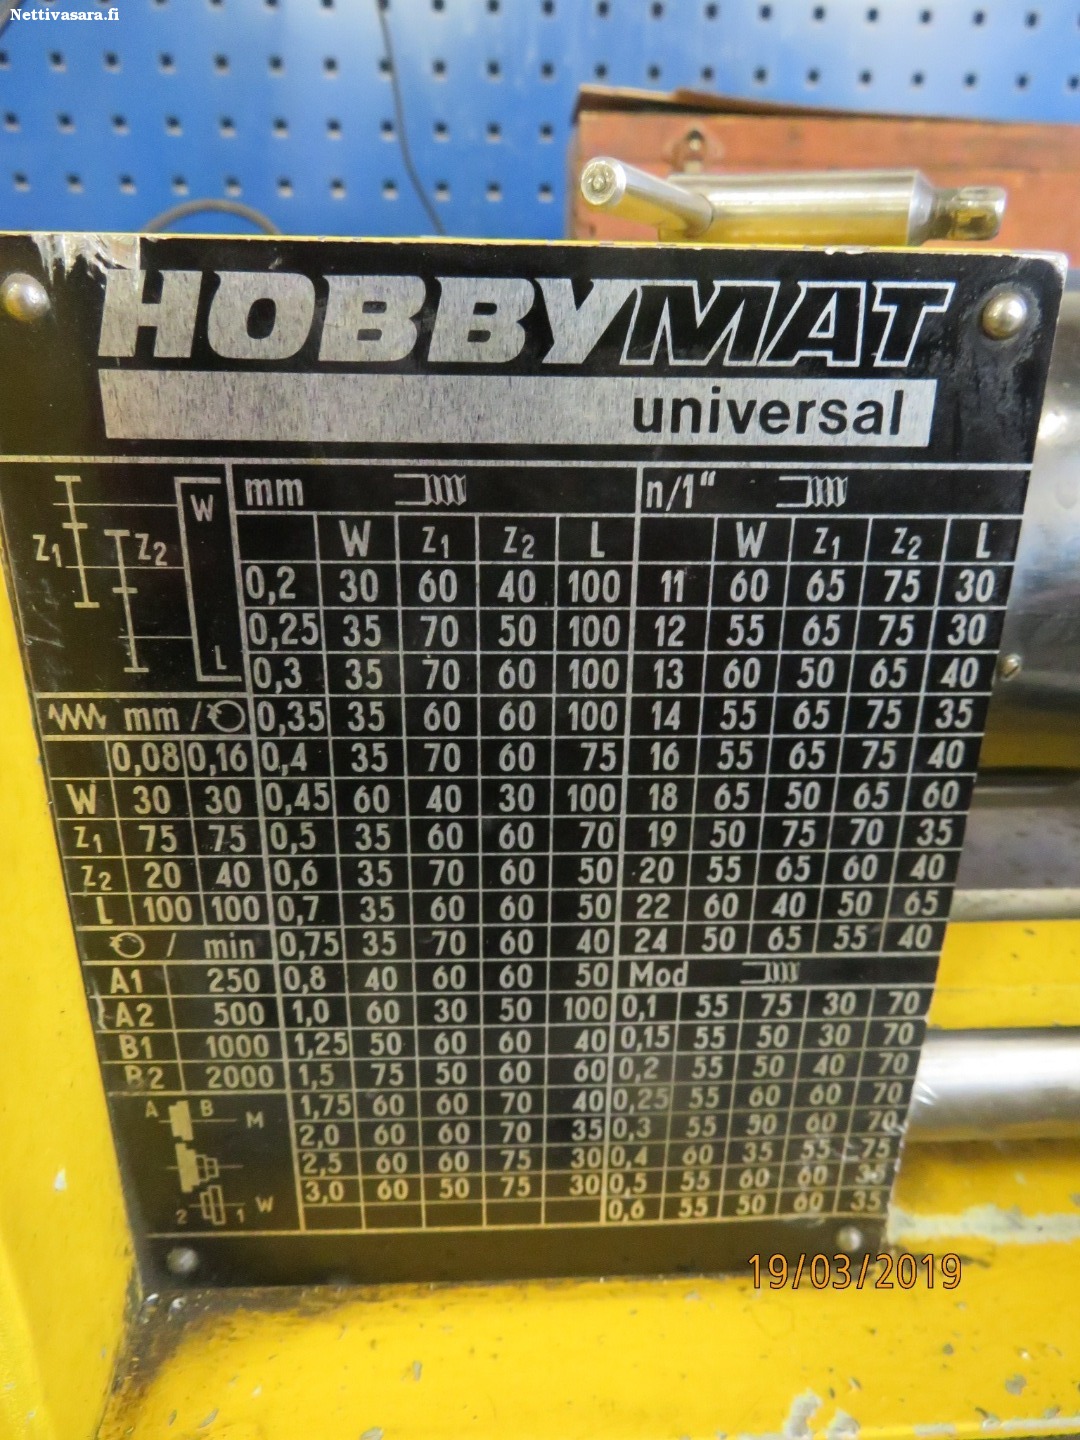 Nettivasara.fi
HOBBYMAT
universal
W
Z1 Z2
L
mm
W Z1 Z2 L
0,2 30 60 40 100
0,25 35 70 50 100
0,3 35 70 60 100
0,35 35 60 60 100
0,4 35 70 60 75
0,45 60 40 30 100
0,5 35 60 60 70
0,6 35 70 60 50
0,7 35 60 60 50
0,75 35 70 60 40
0,8 40 60 60 50
1,0 60 30 50 100
1,25 50 60 60 40
1,5 75 50 60 60
1,75 60 60 70 40
2,0 60 60 70 35
2,5 60 60 75 30
3,0 60 50 75 30
n/1"
W Z1 Z2 L
11 60 65 75 30
12 55 65 75 30
13 60 50 65 40
14 55 65 75 35
16 55 65 75 40
18 65 50 65 60
19 50 75 70 35
20 55 65 60 40
22 60 40 50 65
24 50 65 55 40
Mod
0,1 55 75 30 70
0,15 55 50 30 70
0,2 55 50 40 70
0,25 55 60 60 70
0,3 55 50 60 70
0,4 60 35 55 75
0,5 55 60 60 35
0,6 55 50 60 35
mm /
0,08 0,16
W 30 30
Z1 75 75
Z2 20 40
L 100 100
/ min
A1 250
A2 500
B1 1000
B2 2000
A B M
2 1 W
19/03/2019